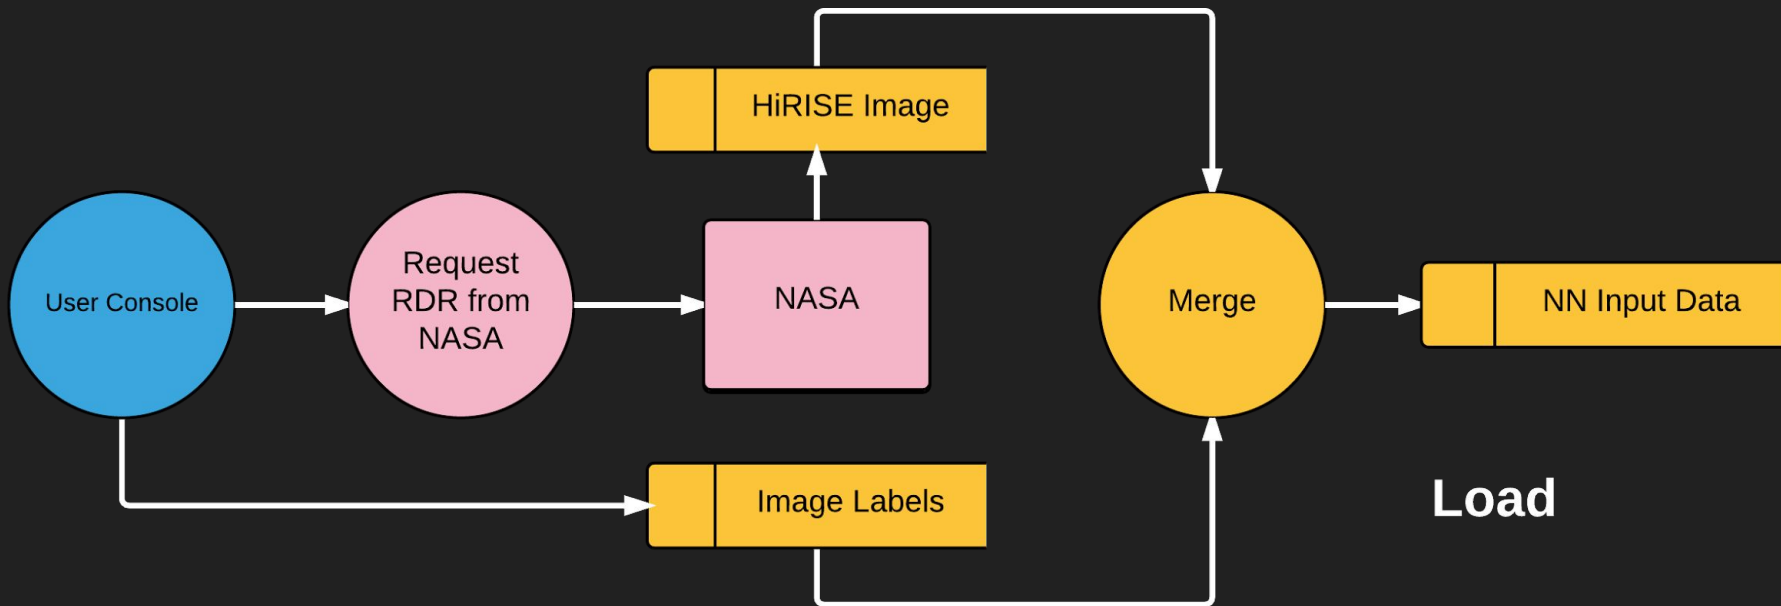 HiRISE Image
User Console
Request
RDR from
NASA
NASA
Merge
NN Input Data
Image Labels
Load